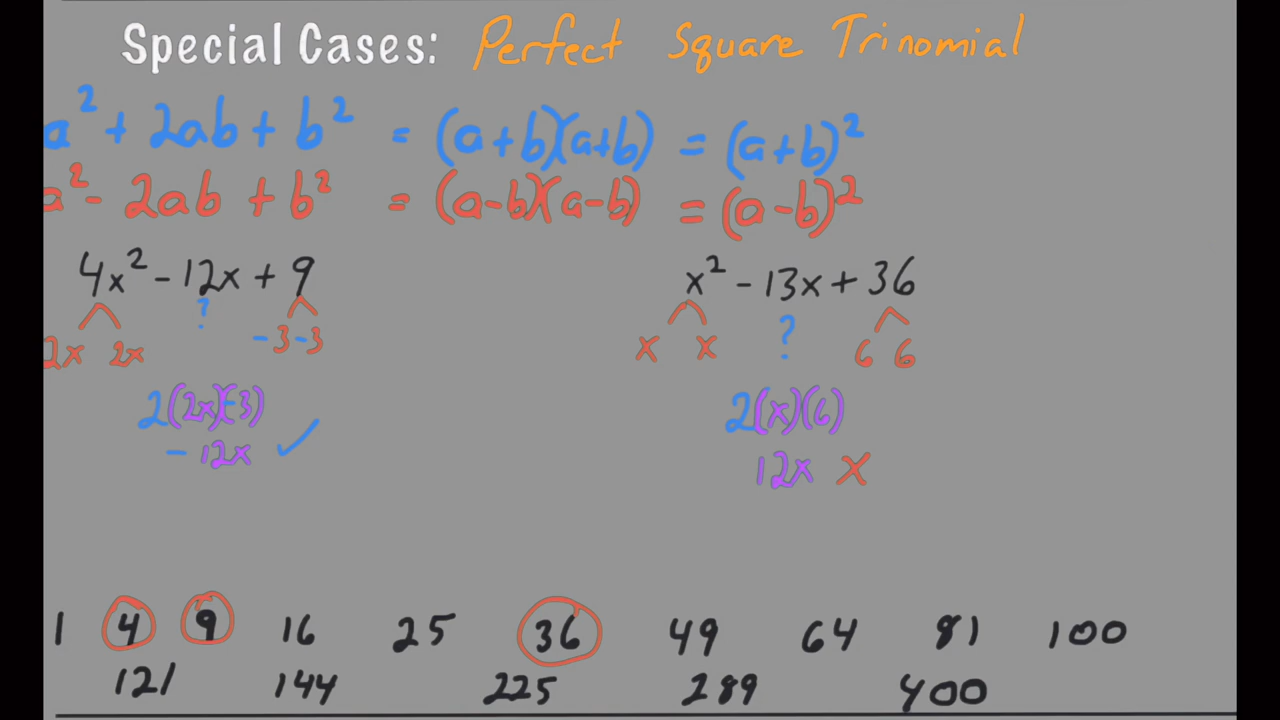 Special Cases: Perfect Square Trinomial
a² + 2ab + b² = (a+b)(a+b) = (a+b)²
a² - 2ab + b² = (a-b)(a-b) = (a-b)²
4x² - 12x + 9 x² - 13x + 36
2x 2x ? -3 -3 x x ? 6 6
2(2x)(-3) 2(x)(6)
- 12x ✓ 12x X
1 4 9 16 25 36 49 64 81 100
121 144 225 289 400